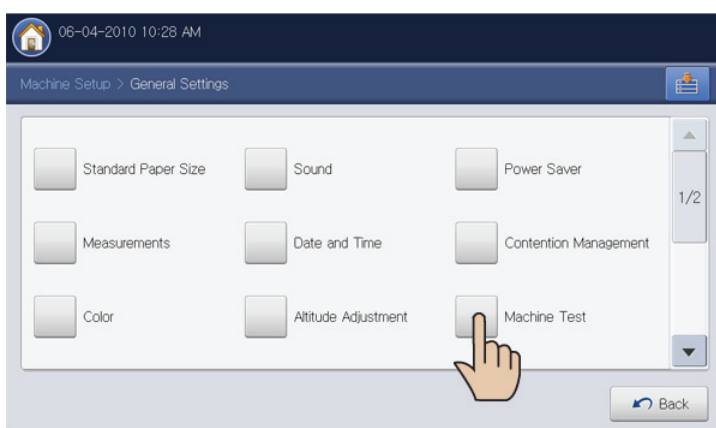 06-04-2010 10:28 AM
Machine Setup > General Settings
Standard Paper Size Sound Power Saver
1/2
Measurements Date and Time Contention Management
Color Altitude Adjustment Machine Test
Back